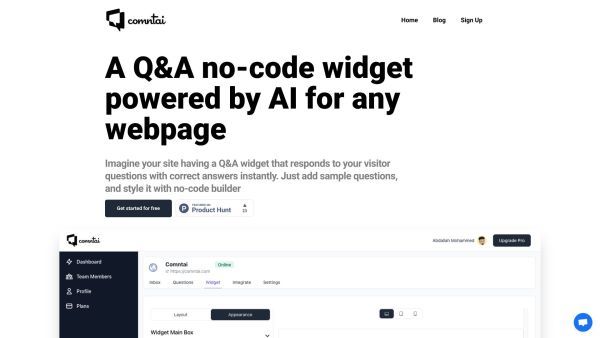 comntai
Home Blog Sign Up
A Q&A no-code widget
powered by AI for any
webpage
Imagine your site having a Q&A widget that responds to your visitor
questions with correct answers instantly. Just add sample questions,
and style it with no-code builder
Get started for free
FEATURED ON
Product Hunt
comntai
Abdallah Mohammed
Upgrade Pro
Dashboard
Team Members
Profile
Plans
Comntai
Online
https://comntai.com
Inbox Questions Widget Integrate Settings
Layout Appearance
Widget Main Box